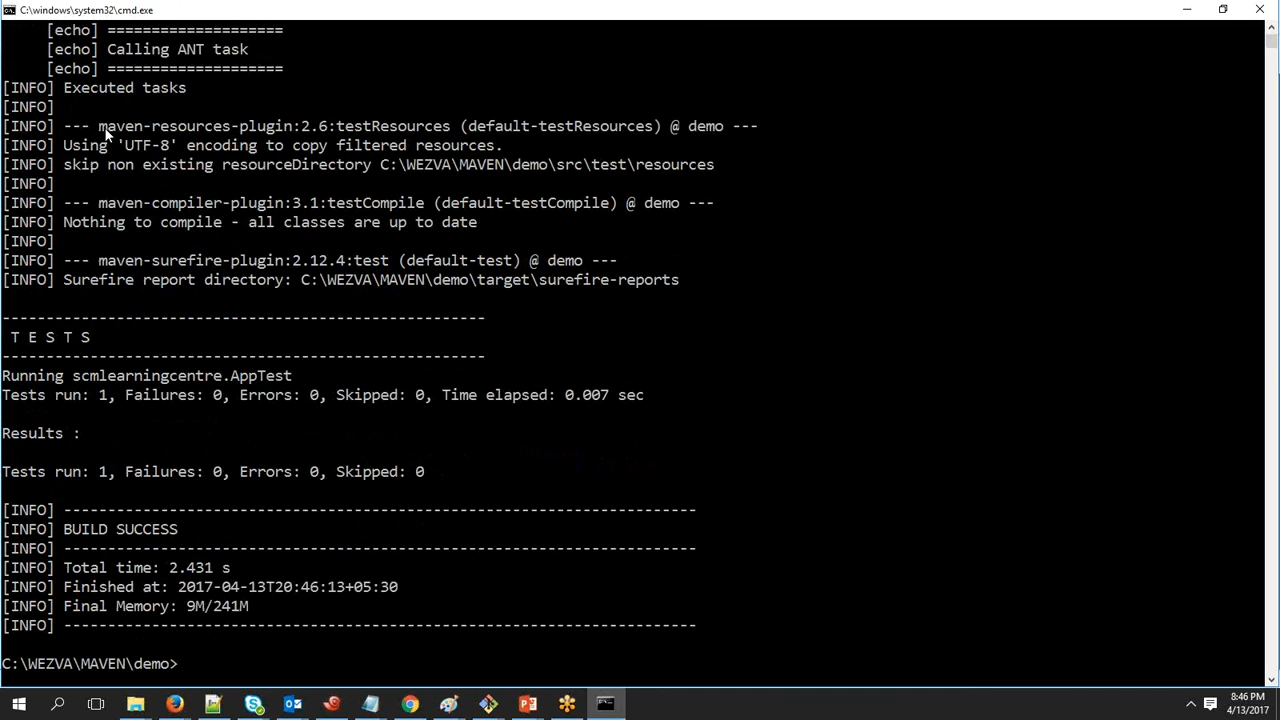 C:\windows\system32\cmd.exe
[echo] ====================
[echo] Calling ANT task
[echo] ====================
[INFO] Executed tasks
[INFO]
[INFO] --- maven-resources-plugin:2.6:testResources (default-testResources) @ demo ---
[INFO] Using 'UTF-8' encoding to copy filtered resources.
[INFO] skip non existing resourceDirectory C:\WEZVA\MAVEN\demo\src\test\resources
[INFO]
[INFO] --- maven-compiler-plugin:3.1:testCompile (default-testCompile) @ demo ---
[INFO] Nothing to compile - all classes are up to date
[INFO]
[INFO] --- maven-surefire-plugin:2.12.4:test (default-test) @ demo ---
[INFO] Surefire report directory: C:\WEZVA\MAVEN\demo\target\surefire-reports
-------------------------------------------------------
T E S T S
-------------------------------------------------------
Running scmlearningcentre.AppTest
Tests run: 1, Failures: 0, Errors: 0, Skipped: 0, Time elapsed: 0.007 sec
Results :
Tests run: 1, Failures: 0, Errors: 0, Skipped: 0
[INFO] ------------------------------------------------------------------------
[INFO] BUILD SUCCESS
[INFO] ------------------------------------------------------------------------
[INFO] Total time: 2.431 s
[INFO] Finished at: 2017-04-13T20:46:13+05:30
[INFO] Final Memory: 9M/241M
[INFO] ------------------------------------------------------------------------
C:\WEZVA\MAVEN\demo>
8:46 PM
4/13/2017